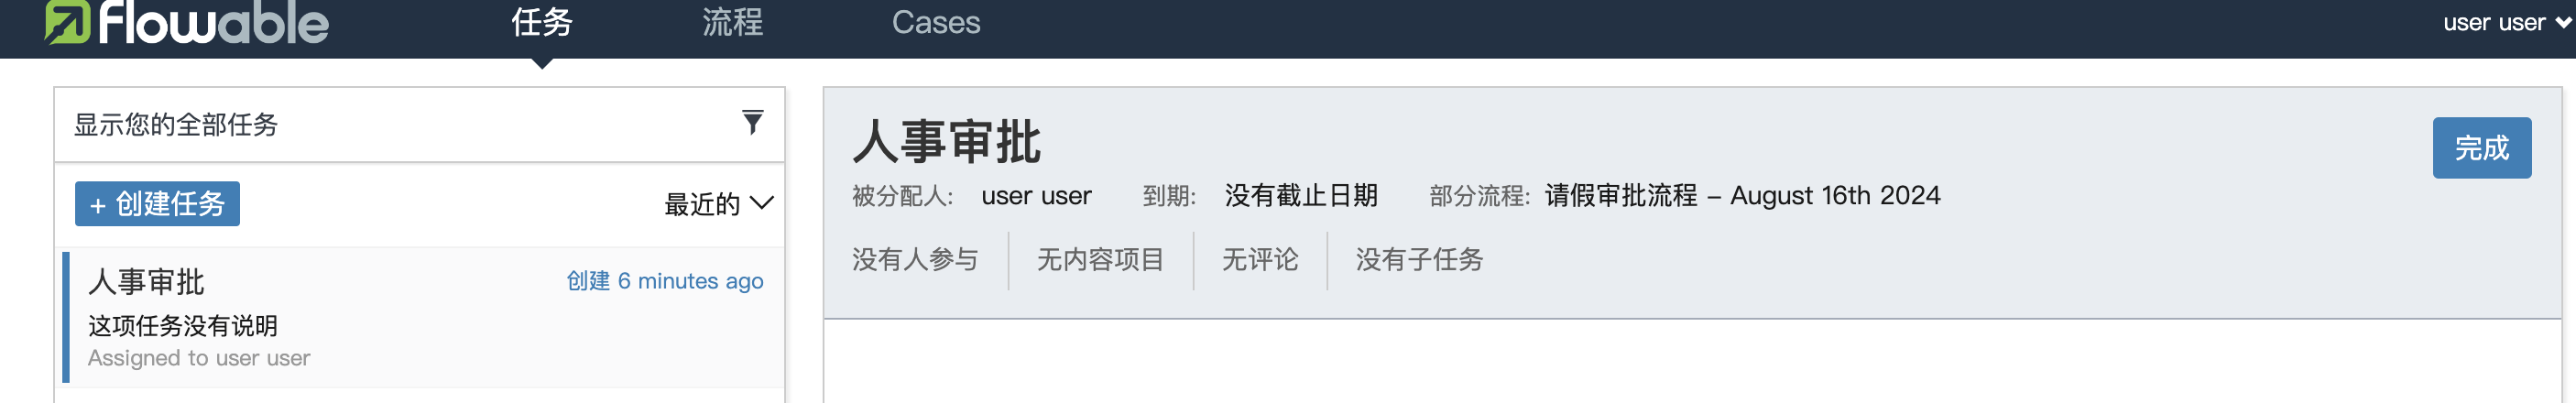 flowable 任务 流程 Cases user user
显示您的全部任务
+ 创建任务 最近的
人事审批 创建 6 minutes ago
这项任务没有说明
Assigned to user user
人事审批 完成
被分配人: user user 到期: 没有截止日期 部分流程: 请假审批流程 – August 16th 2024
没有人参与 无内容项目 无评论 没有子任务